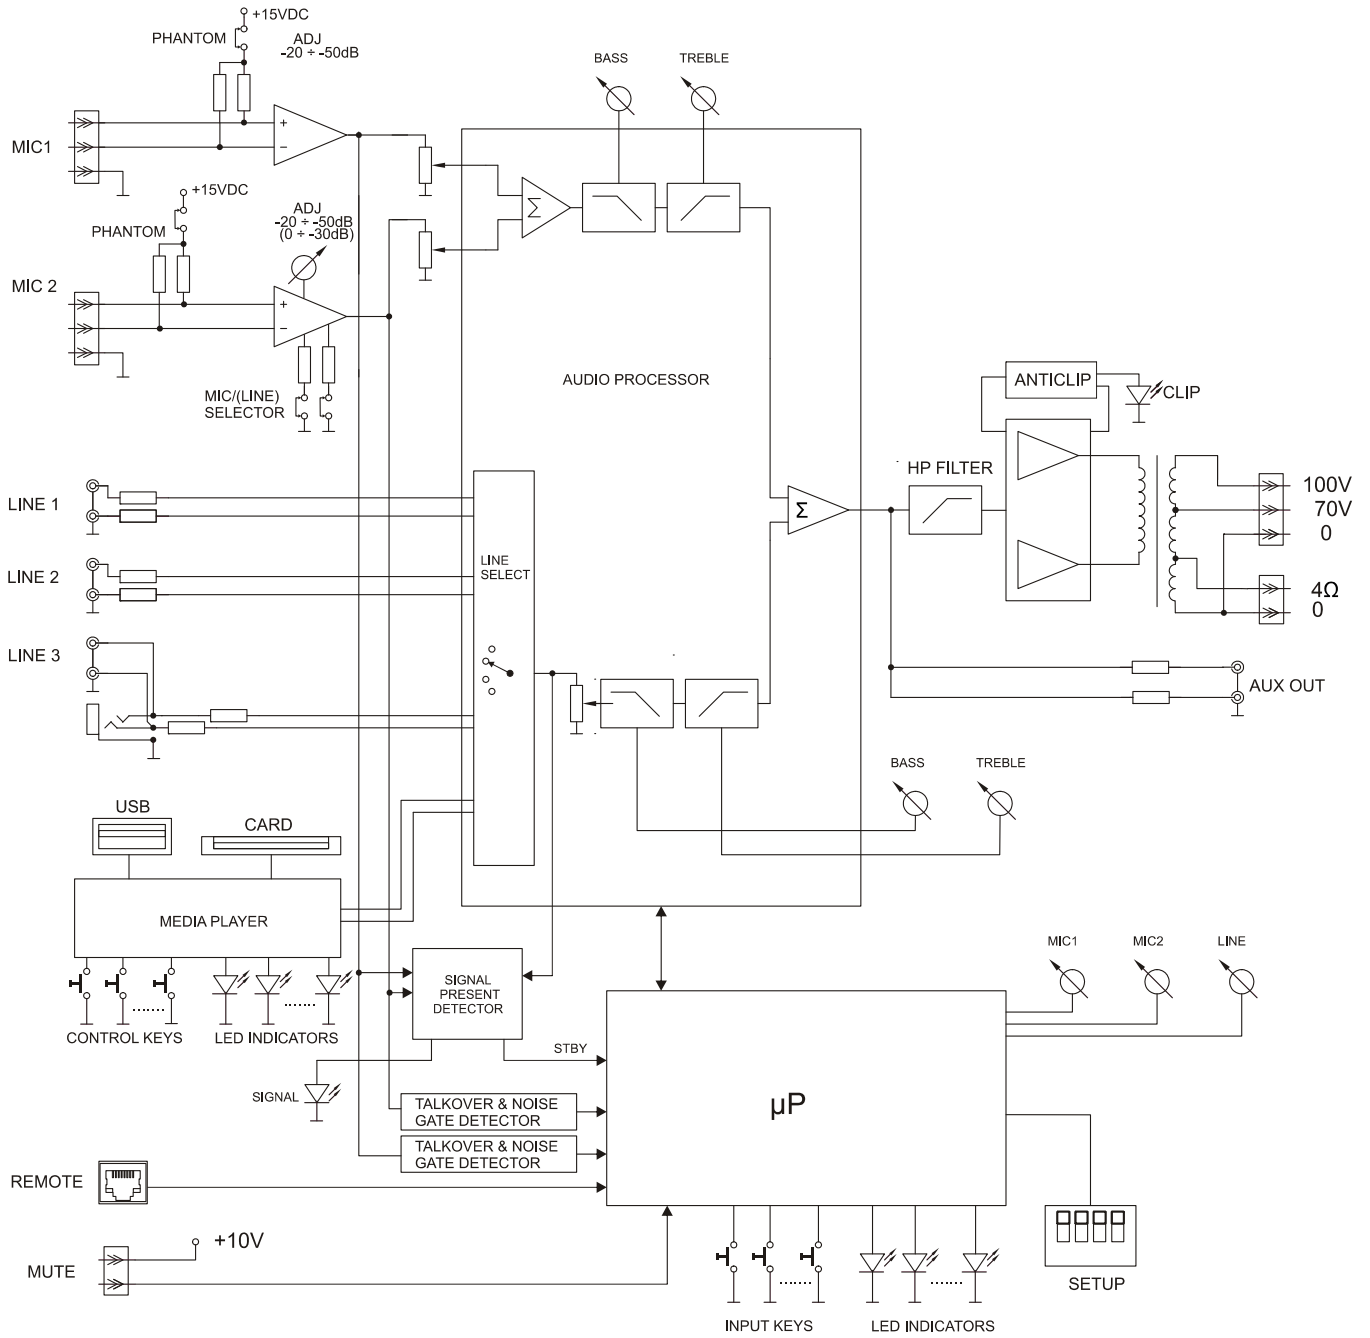 +15VDC
PHANTOM
ADJ
-20 ÷ -50dB
BASS
TREBLE
MIC1
+
−
+15VDC
PHANTOM
ADJ
-20 ÷ -50dB
(0 ÷ -30dB)
Σ
MIC 2
+
−
MIC/(LINE)
SELECTOR
AUDIO PROCESSOR
ANTICLIP
CLIP
HP FILTER
LINE 1
100V
70V
0
Σ
LINE 2
LINE
SELECT
4Ω
0
LINE 3
AUX OUT
BASS
TREBLE
USB
CARD
MEDIA PLAYER
MIC1
MIC2
LINE
SIGNAL
PRESENT
DETECTOR
CONTROL KEYS
LED INDICATORS
STBY
SIGNAL
TALKOVER & NOISE
GATE DETECTOR
µP
TALKOVER & NOISE
GATE DETECTOR
REMOTE
+10V
MUTE
SETUP
INPUT KEYS
LED INDICATORS